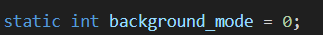 static int background_mode = 0;